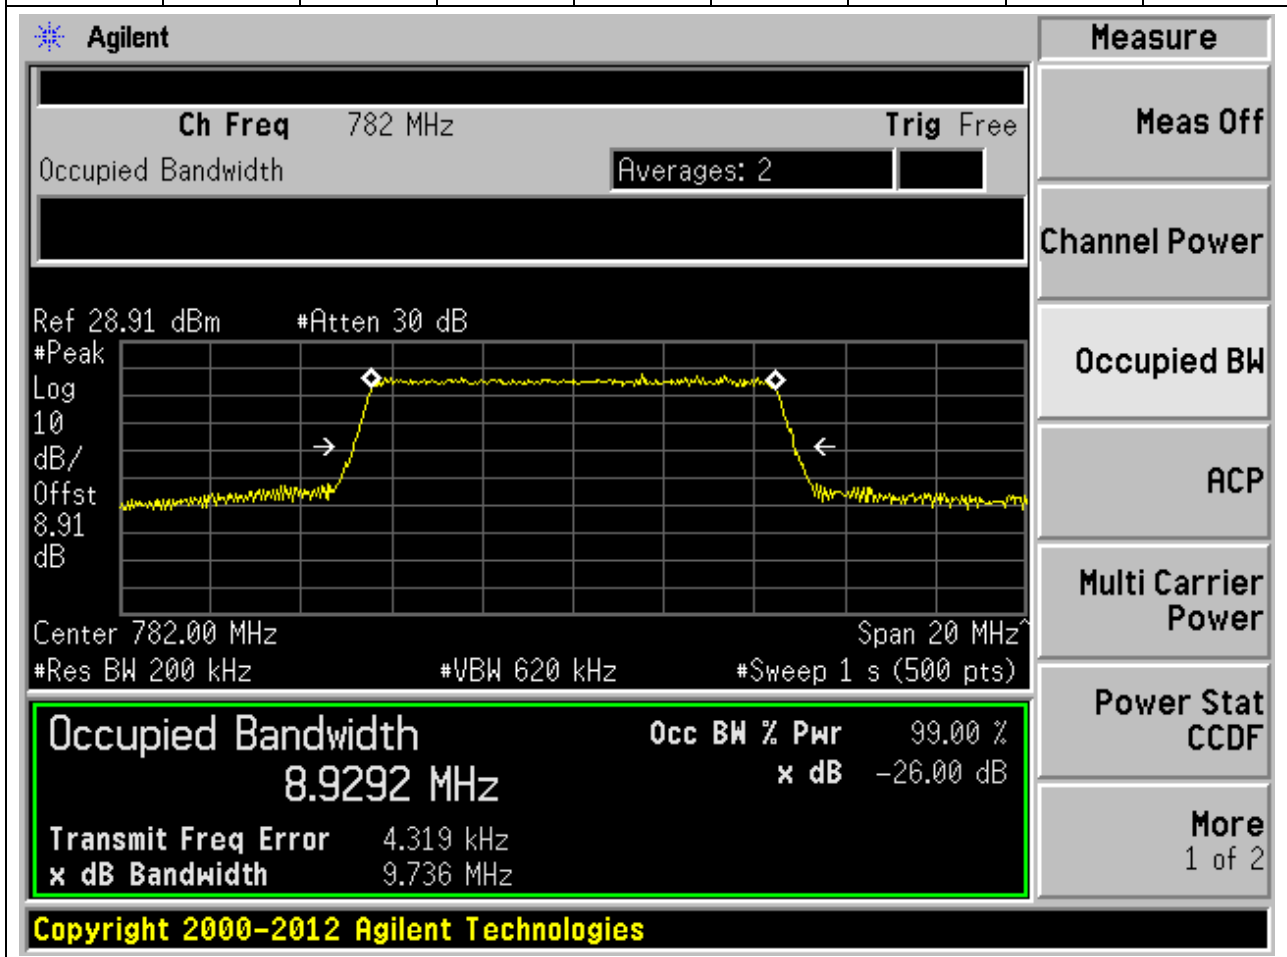 Agilent
Measure
Ch Freq 782 MHz Trig Free
Meas Off
Occupied Bandwidth Averages: 2
Channel Power
Ref 28.91 dBm #Atten 30 dB
#Peak
Log
10
dB/
Offst
8.91
dB
Occupied BW
ACP
Multi Carrier
Power
Center 782.00 MHz Span 20 MHz^
#Res BW 200 kHz #VBW 620 kHz #Sweep 1 s (500 pts)
Occupied Bandwidth Occ BW % Pwr 99.00 %
8.9292 MHz x dB -26.00 dB
Transmit Freq Error 4.319 kHz
x dB Bandwidth 9.736 MHz
Power Stat
CCDF
More
1 of 2
Copyright 2000-2012 Agilent Technologies